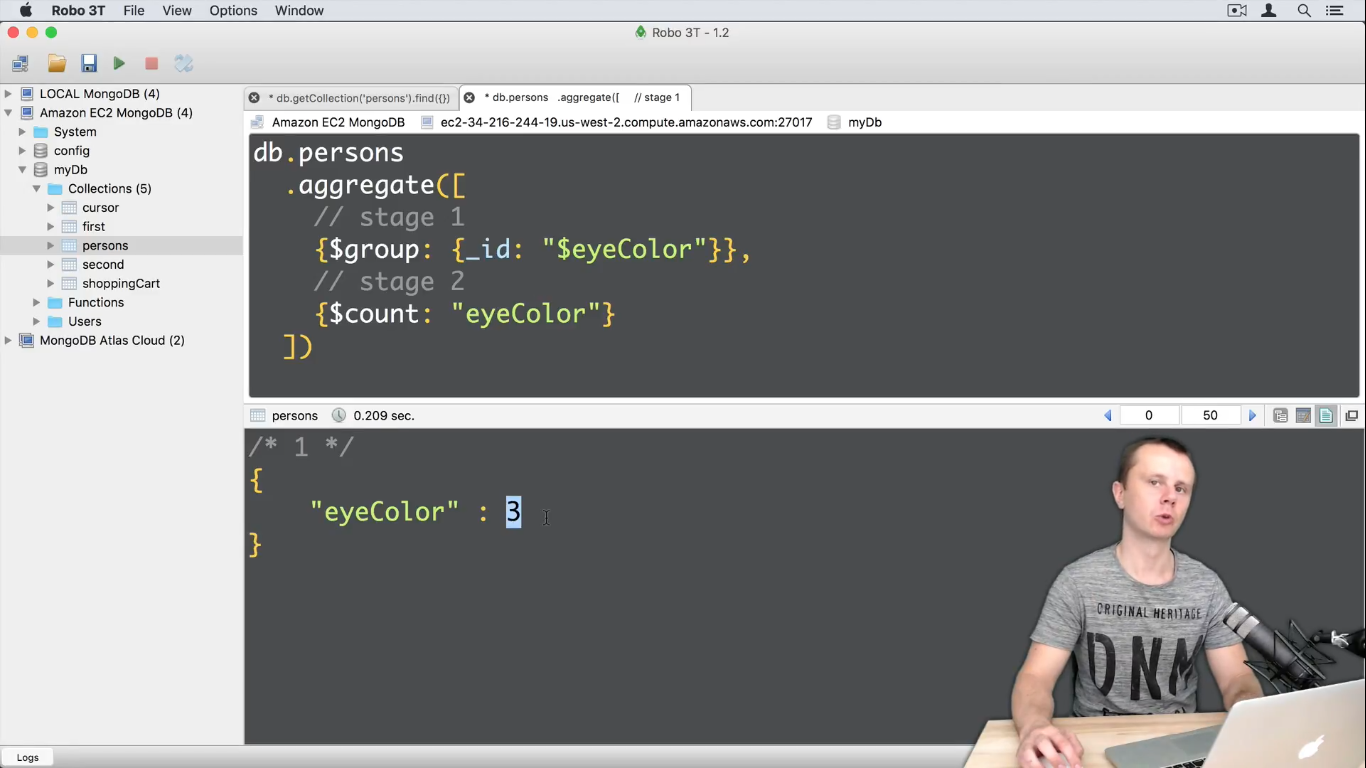 Robo 3T File View Options Window
Robo 3T - 1.2
LOCAL MongoDB (4)
Amazon EC2 MongoDB (4)
System
config
myDb
Collections (5)
cursor
first
persons
second
shoppingCart
Functions
Users
MongoDB Atlas Cloud (2)
* db.getCollection('persons').find({}) * db.persons .aggregate([ // stage 1
Amazon EC2 MongoDB ec2-34-216-244-19.us-west-2.compute.amazonaws.com:27017 myDb
db.persons
.aggregate([
// stage 1
{$group: {_id: "$eyeColor"}},
// stage 2
{$count: "eyeColor"}
])
persons 0.209 sec. 0 50
/* 1 */
{
"eyeColor" : 3
}
ORIGINAL HERITAGE
DNM
Logs